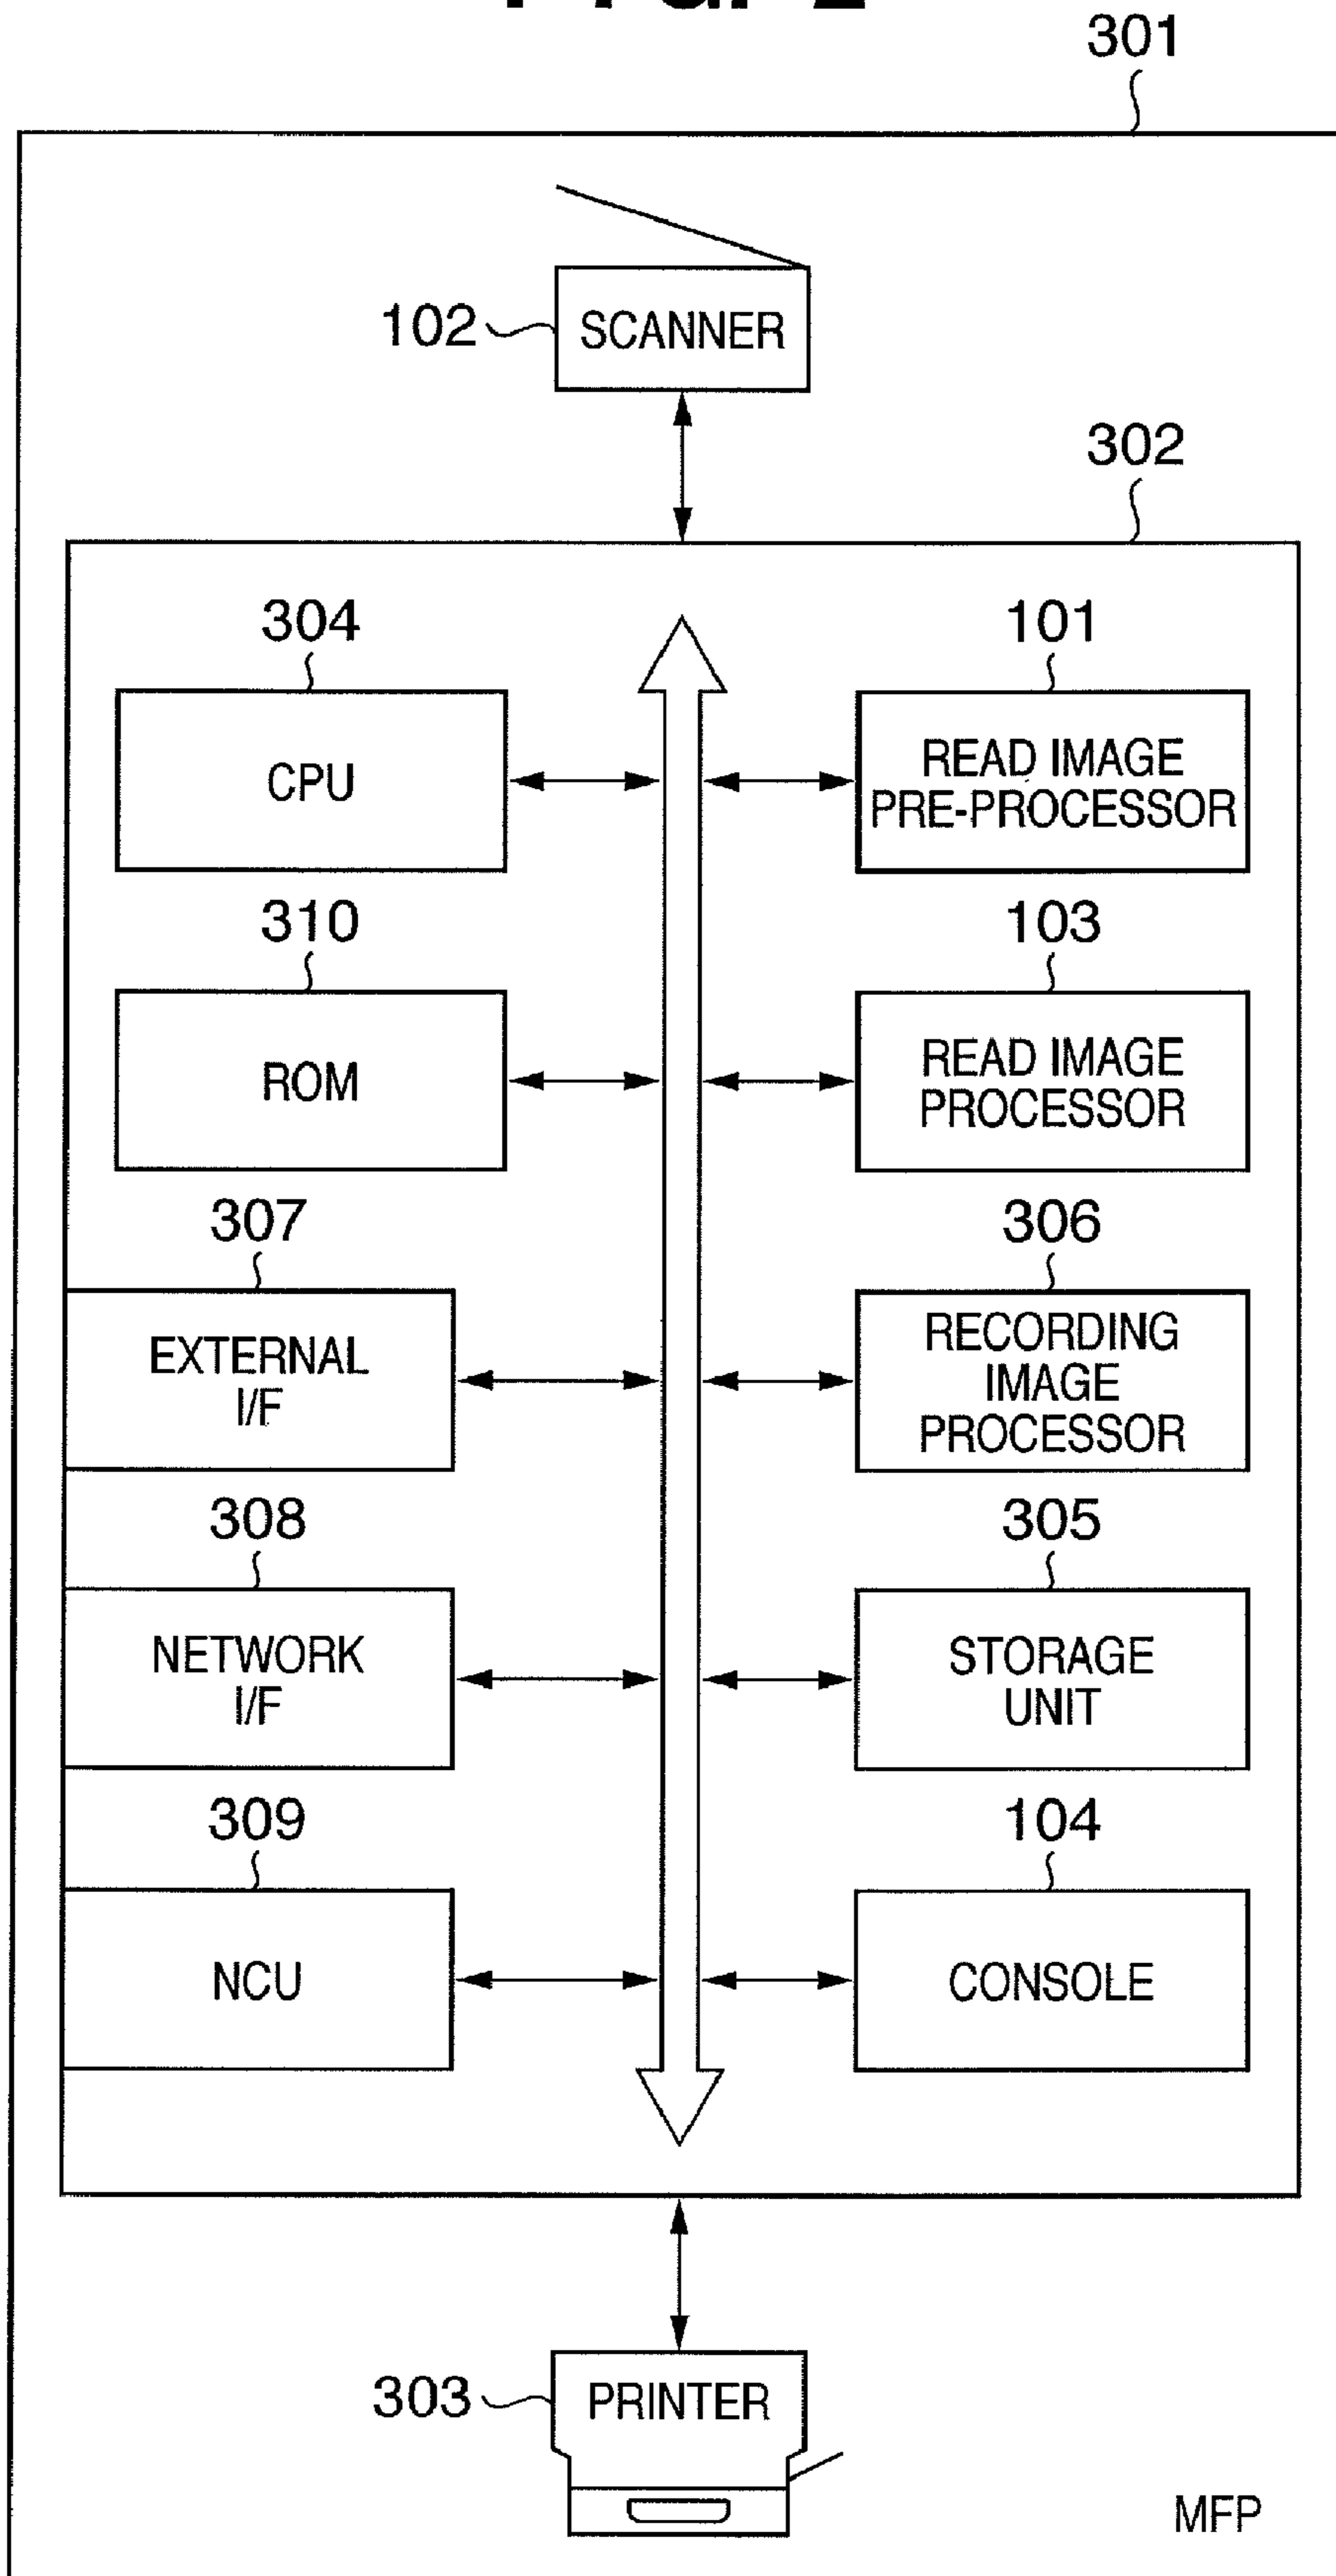 301
102
SCANNER
302
304
101
CPU
READ IMAGE
PRE-PROCESSOR
310
103
ROM
READ IMAGE
PROCESSOR
307
306
EXTERNAL
I/F
RECORDING
IMAGE
PROCESSOR
308
305
NETWORK
I/F
STORAGE
UNIT
309
104
NCU
CONSOLE
303
PRINTER
MFP